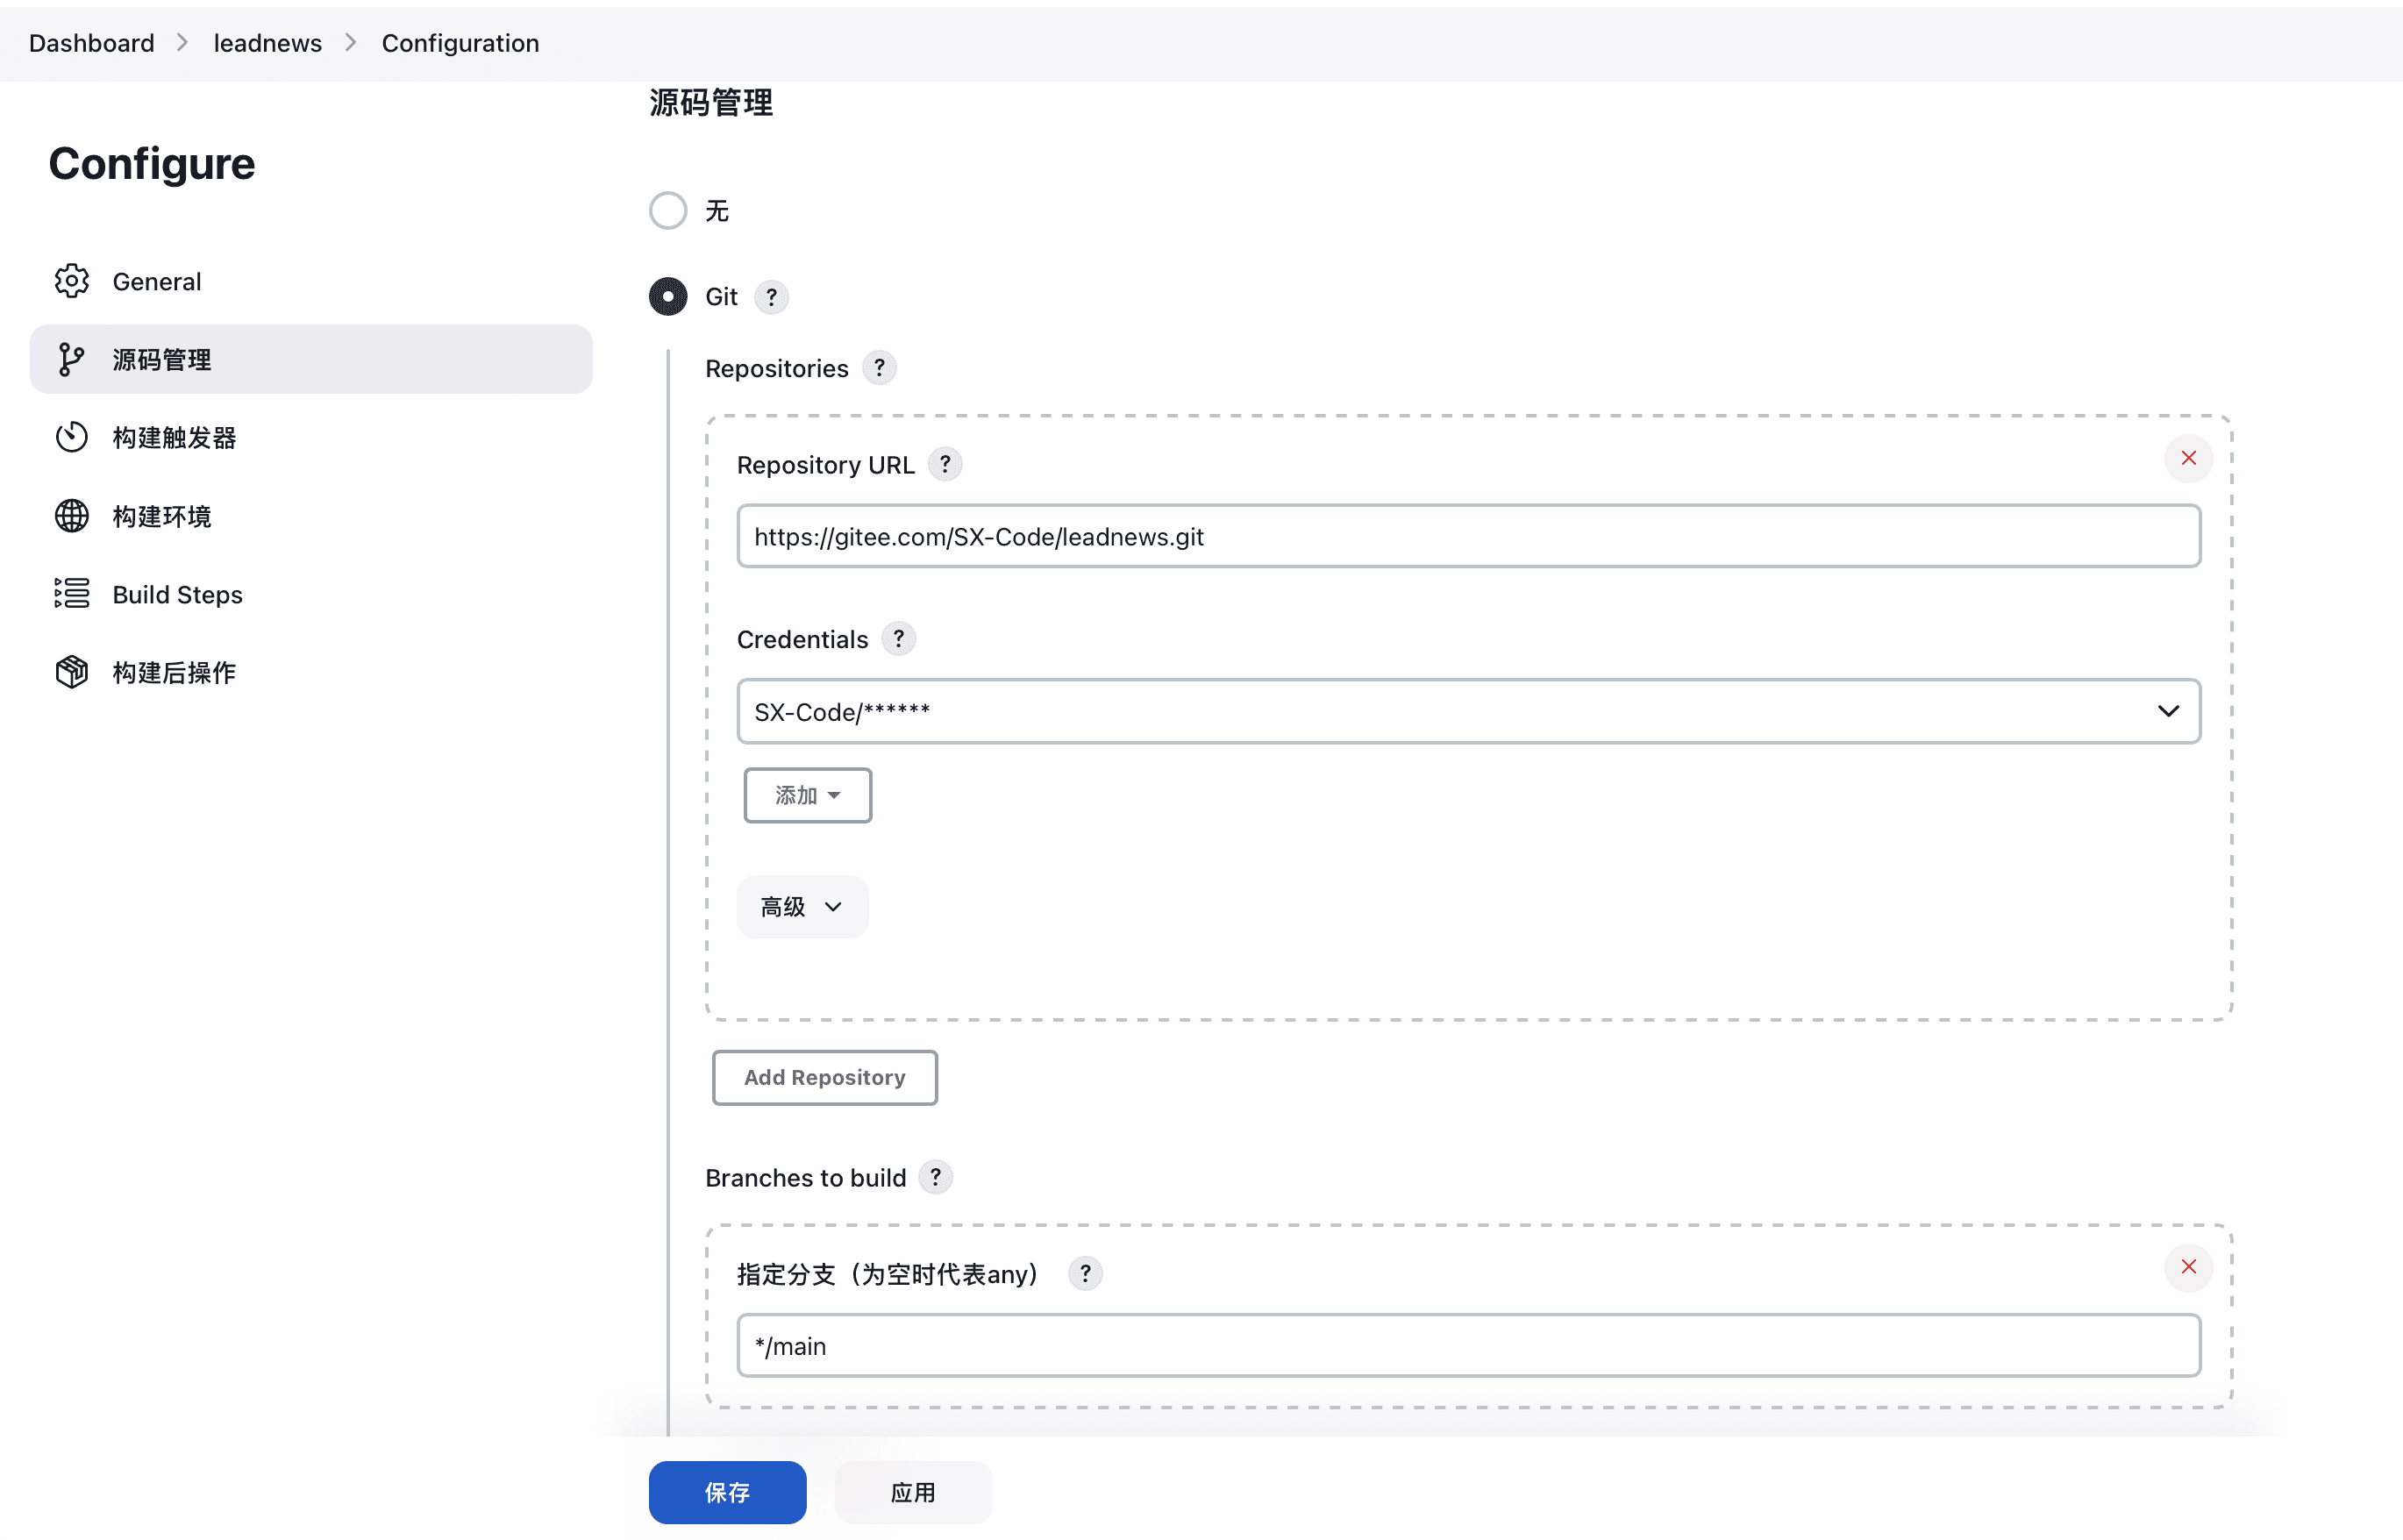 Dashboard > leadnews > Configuration
Configure
General
源码管理
构建触发器
构建环境
Build Steps
构建后操作
源码管理
无
Git ?
Repositories ?
Repository URL ?
https://gitee.com/SX-Code/leadnews.git
Credentials ?
SX-Code/******
添加
高级
Add Repository
Branches to build ?
指定分支（为空时代表any） ?
*/main
保存 应用